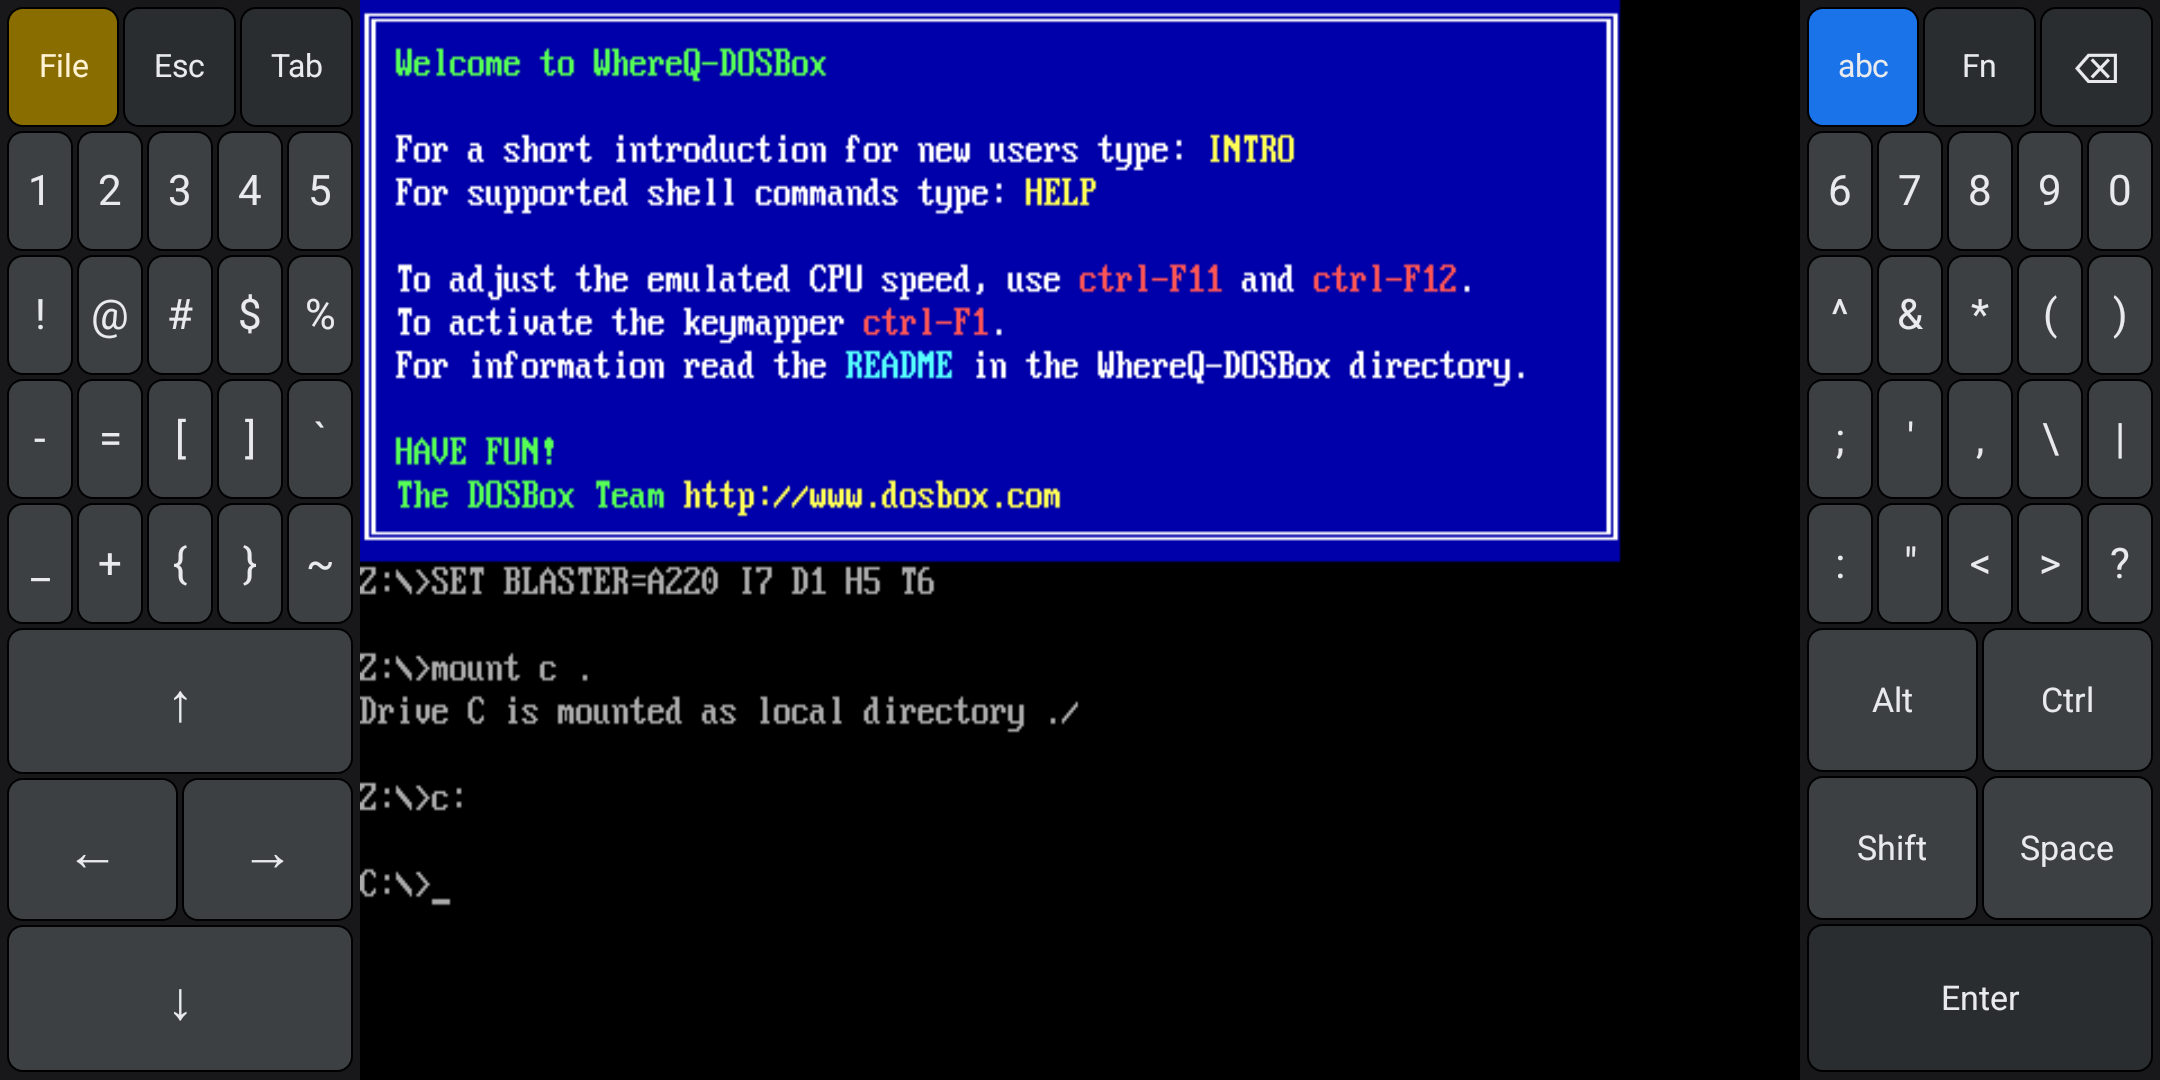 File Esc Tab
1 2 3 4 5
! @ # $ %
- = [ ] `
_ + { } ~
↑
← →
↓
Welcome to WhereQ-DOSBox
For a short introduction for new users type: INTRO
For supported shell commands type: HELP
To adjust the emulated CPU speed, use ctrl-F11 and ctrl-F12.
To activate the keymapper ctrl-F1.
For information read the README in the WhereQ-DOSBox directory.
HAVE FUN!
The DOSBox Team http://www.dosbox.com
Z:\>SET BLASTER=A220 I7 D1 H5 T6
Z:\>mount c .
Drive C is mounted as local directory ./
Z:\>c:
C:\>_
abc Fn ⌫
6 7 8 9 0
^ & * ( )
; ' , \ |
: " < > ?
Alt Ctrl
Shift Space
Enter